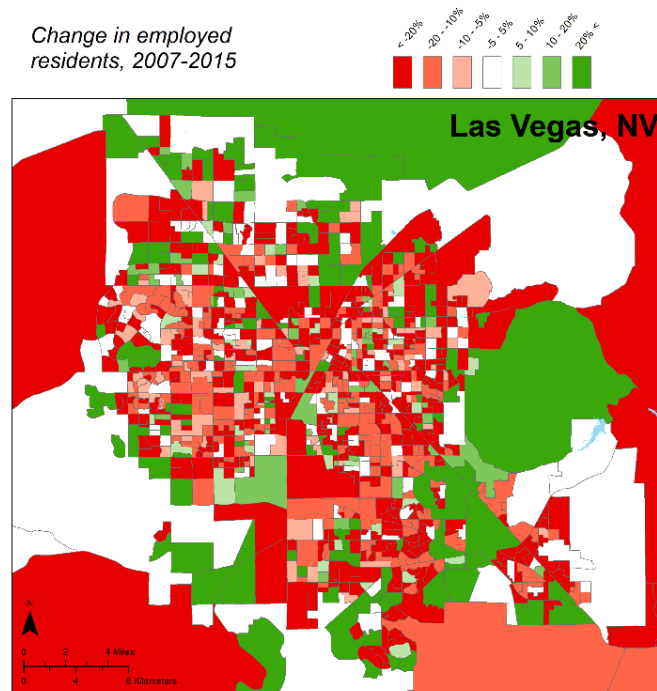 Change in employed
residents, 2007-2015
< -20%
-20 - -10%
-10 - -5%
-5 - 5%
5 - 10%
10 - 20%
20% <
Las Vegas, NV
N
0 2 4 Miles
0 4 8 Kilometers